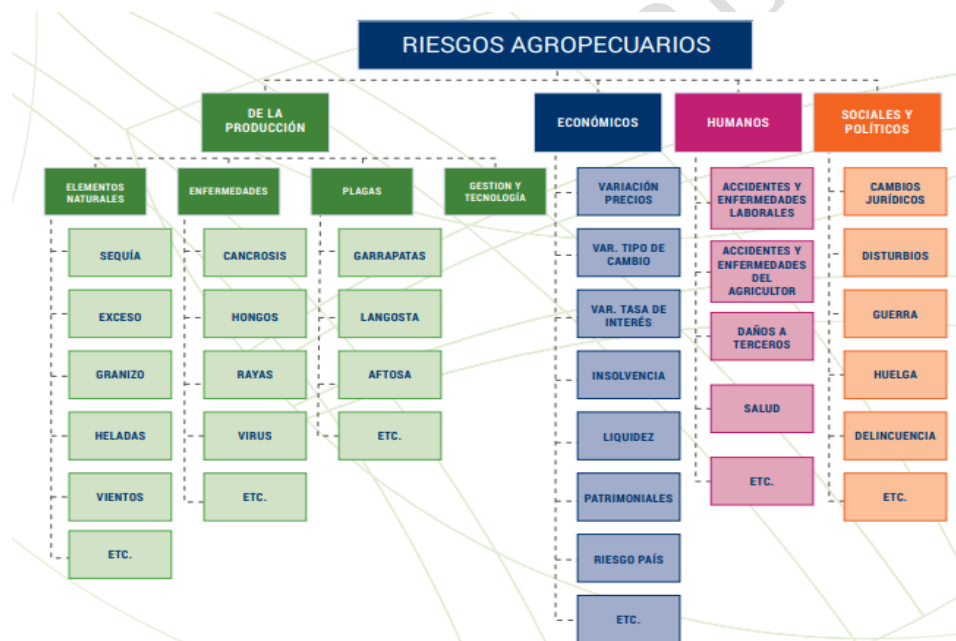 RIESGOS AGROPECUARIOS
DE LA
PRODUCCIÓN
ECONÓMICOS
HUMANOS
SOCIALES Y
POLÍTICOS
ELEMENTOS
NATURALES
ENFERMEDADES
PLAGAS
GESTION Y
TECNOLOGÍA
SEQUÍA
EXCESO
GRANIZO
HELADAS
VIENTOS
ETC.
CANCROSIS
HONGOS
RAYAS
VIRUS
ETC.
GARRAPATAS
LANGOSTA
AFTOSA
ETC.
VARIACIÓN
PRECIOS
VAR. TIPO DE
CAMBIO
VAR. TASA DE
INTERÉS
INSOLVENCIA
LIQUIDEZ
PATRIMONIALES
RIESGO PAÍS
ETC.
ACCIDENTES Y
ENFERMEDADES
LABORALES
ACCIDENTES Y
ENFERMEDADES
DEL
AGRICULTOR
DAÑOS A
TERCEROS
SALUD
ETC.
CAMBIOS
JURÍDICOS
DISTURBIOS
GUERRA
HUELGA
DELINCUENCIA
ETC.